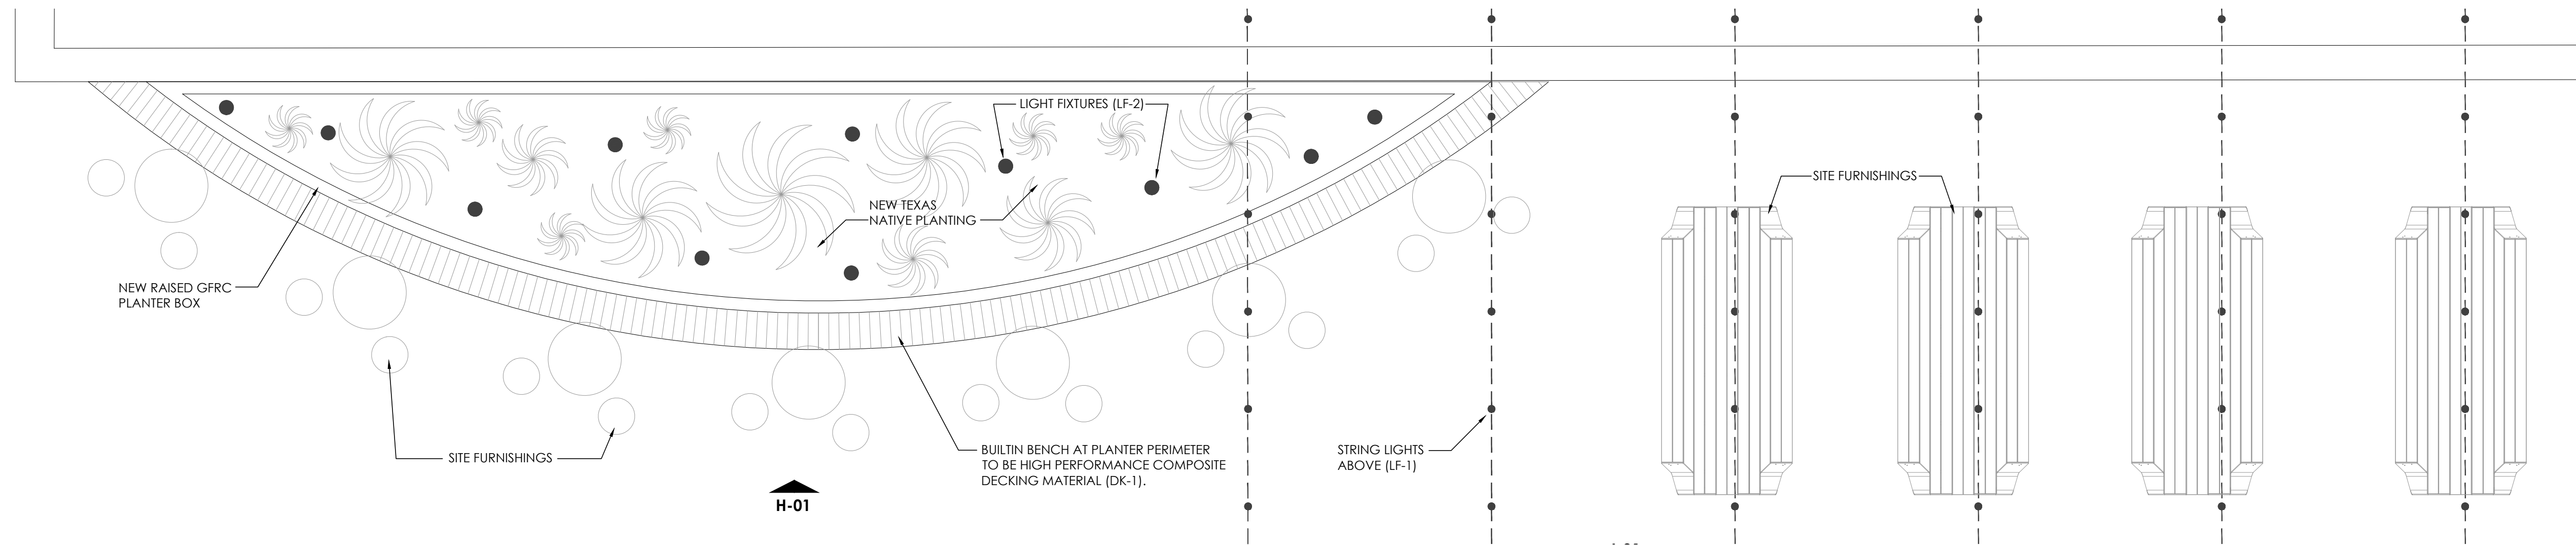 LIGHT FIXTURES (LF-2)
SITE FURNISHINGS
NEW TEXAS
NATIVE PLANTING
NEW RAISED GFRC
PLANTER BOX
SITE FURNISHINGS
BUILTIN BENCH AT PLANTER PERIMETER
TO BE HIGH PERFORMANCE COMPOSITE
DECKING MATERIAL (DK-1).
STRING LIGHTS
ABOVE (LF-1)
H-01